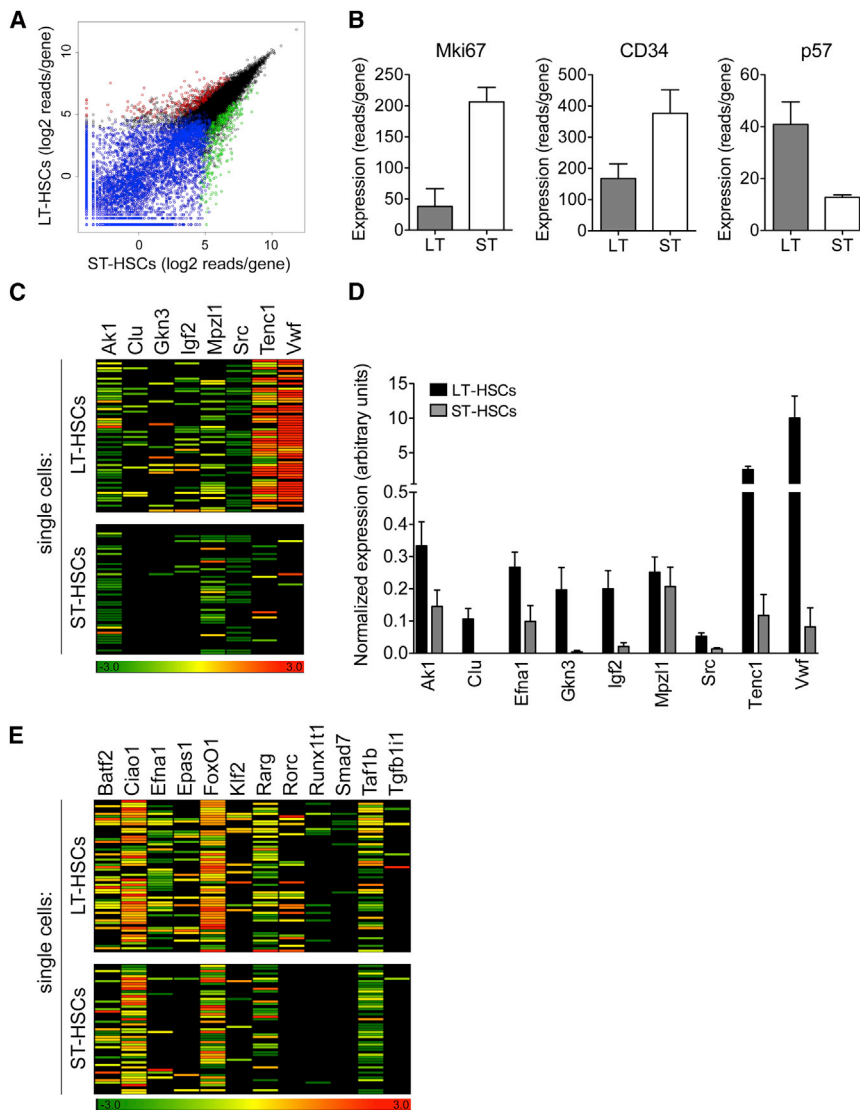 A
LT-HSCs (log2 reads/gene)
10
5
0
0
5
10
ST-HSCs (log2 reads/gene)
B
Mki67
Expression (reads/gene)
250
200
150
100
50
0
LT
ST
CD34
Expression (reads/gene)
500
400
300
200
100
0
LT
ST
p57
Expression (reads/gene)
60
40
20
0
LT
ST
C
Ak1
Clu
Gkn3
Igf2
Mpzl1
Src
Tenc1
Vwf
single cells:
LT-HSCs
ST-HSCs
-3.0
3.0
D
LT-HSCs
ST-HSCs
Normalized expression (arbitrary units)
15
10
5
0.5
0.4
0.3
0.2
0.1
0.0
Ak1
Clu
Efna1
Gkn3
Igf2
Mpzl1
Src
Tenc1
Vwf
E
Batf2
Ciao1
Efna1
Epas1
FoxO1
Klf2
Rarg
Rorc
Runx1t1
Smad7
Taf1b
Tgfb1i1
single cells:
LT-HSCs
ST-HSCs
-3.0
3.0